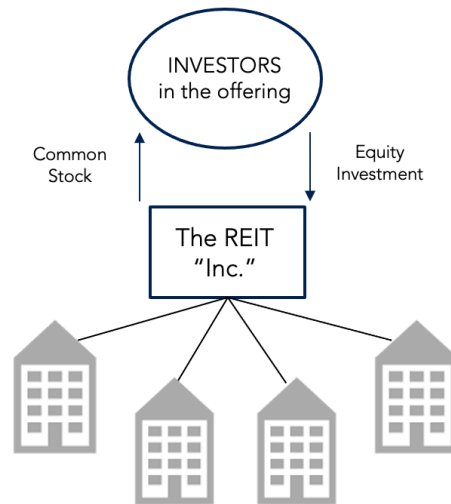 INVESTORS
in the offering
Common
Stock
Equity
Investment
The REIT
“Inc.”